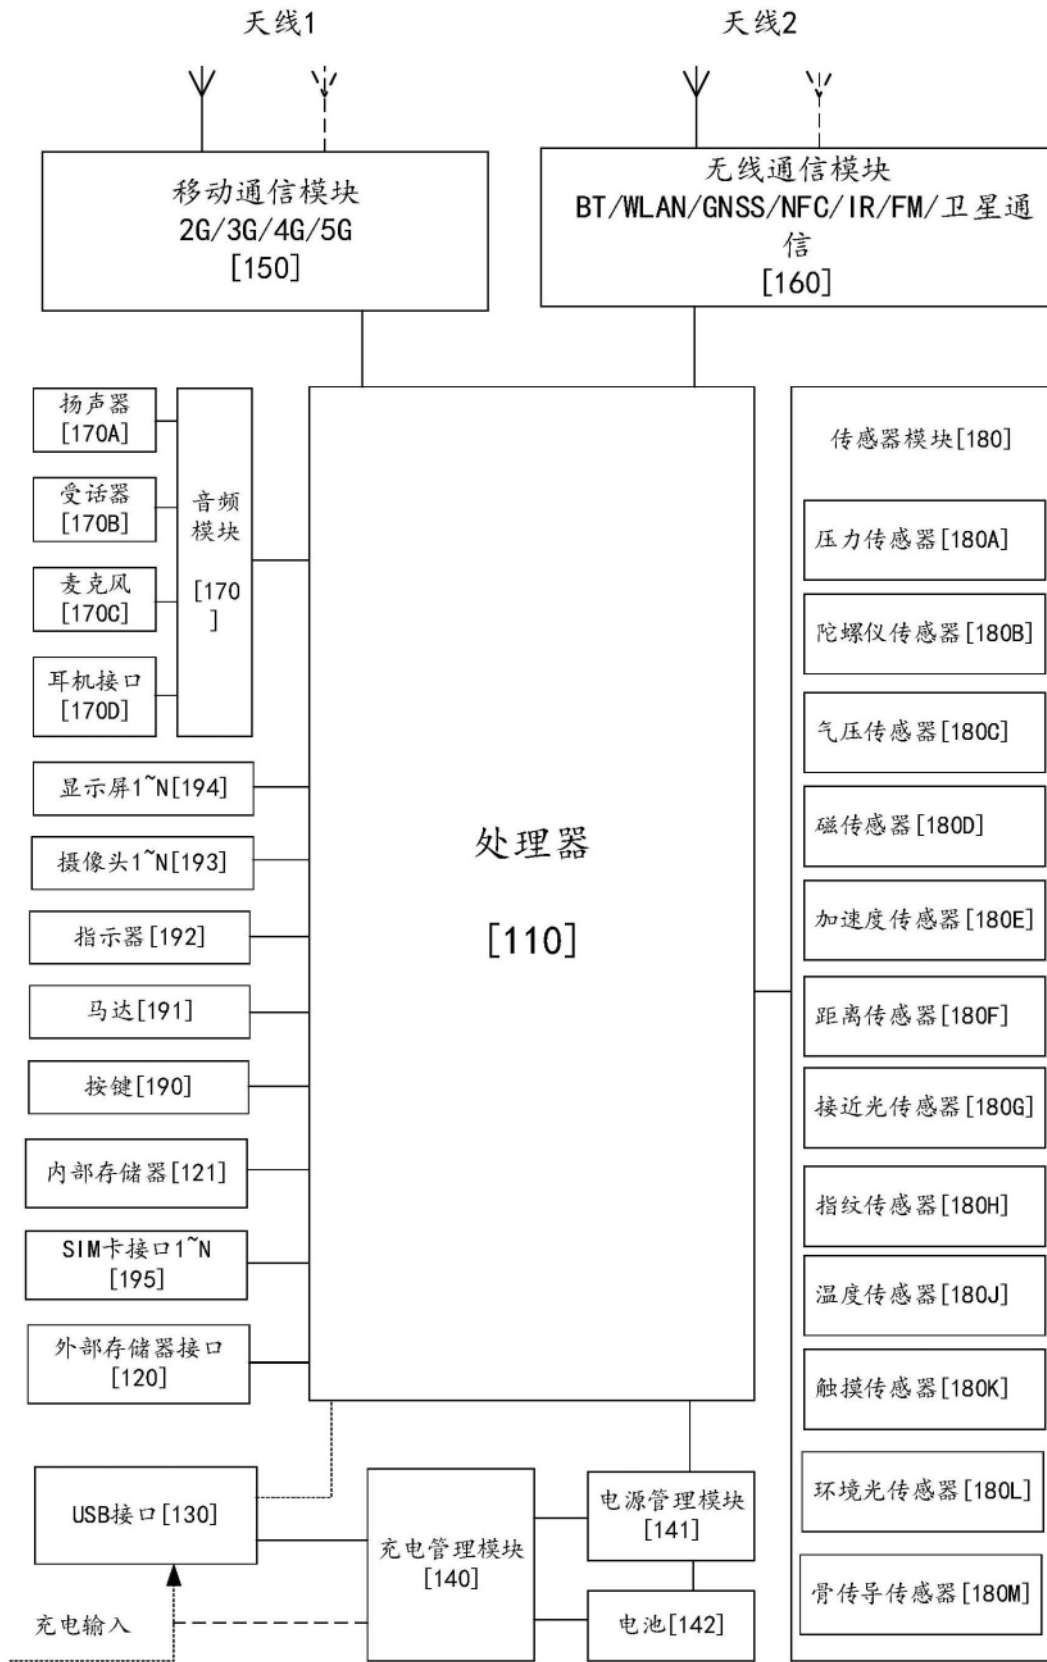 天线1
天线2
移动通信模块
2G/3G/4G/5G
[150]
无线通信模块
BT/WLAN/GNSS/NFC/IR/FM/卫星通
信
[160]
扬声器
[170A]
受话器
[170B]
麦克风
[170C]
耳机接口
[170D]
音频
模块
[170
]
显示屏1~N[194]
摄像头1~N[193]
指示器[192]
马达[191]
按键[190]
内部存储器[121]
SIM卡接口1~N
[195]
外部存储器接口
[120]
处理器
[110]
传感器模块[180]
压力传感器[180A]
陀螺仪传感器[180B]
气压传感器[180C]
磁传感器[180D]
加速度传感器[180E]
距离传感器[180F]
接近光传感器[180G]
指纹传感器[180H]
温度传感器[180J]
触摸传感器[180K]
环境光传感器[180L]
骨传导传感器[180M]
USB接口[130]
充电管理模块
[140]
电源管理模块
[141]
电池[142]
充电输入